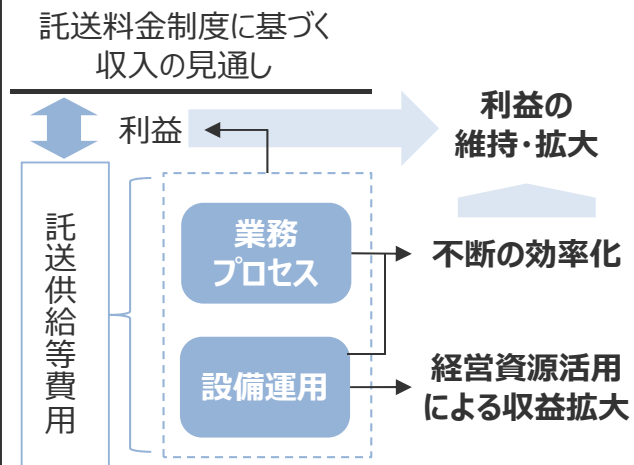 託送料金制度に基づく
収入の見通し
利益
利益の
維持・拡大
託送供給等費用
業務
プロセス
不断の効率化
設備運用
経営資源活用
による収益拡大